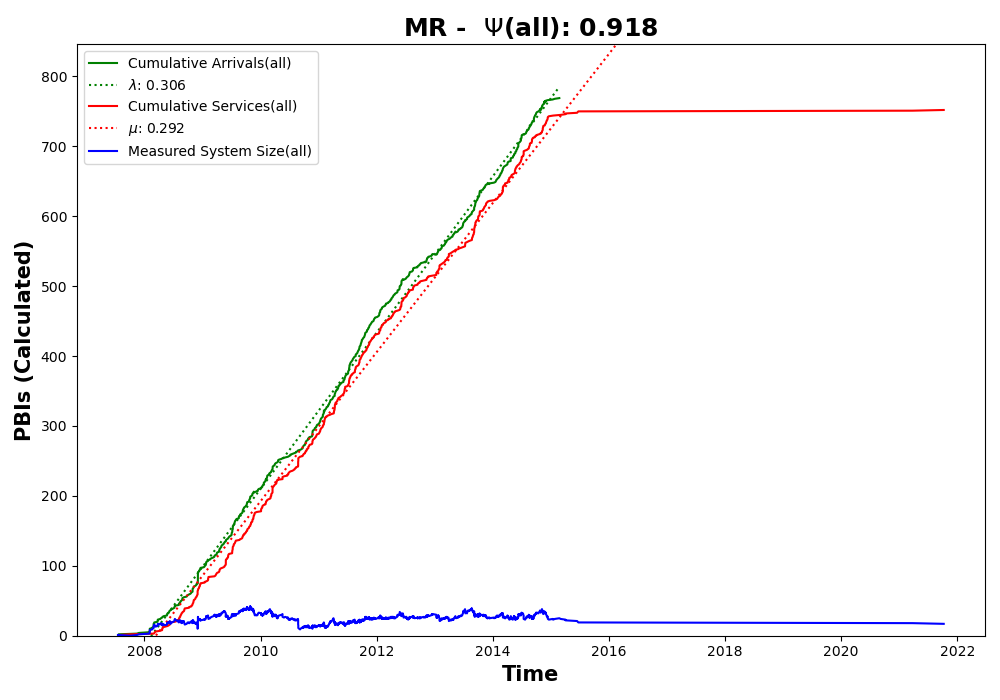 MR - Ψ(all): 0.918
Cumulative Arrivals(all)
λ: 0.306
Cumulative Services(all)
μ: 0.292
Measured System Size(all)
PBIs (Calculated)
800
700
600
500
400
300
200
100
0
2008
2010
2012
2014
2016
2018
2020
2022
Time